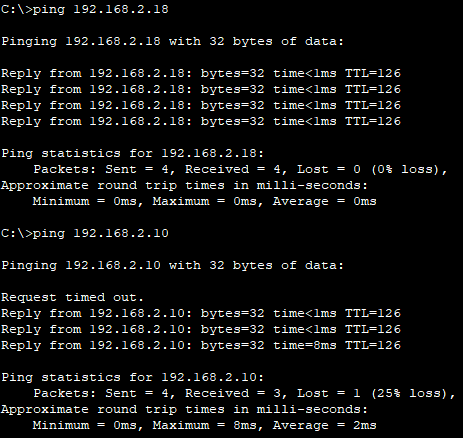 C:\>ping 192.168.2.18
Pinging 192.168.2.18 with 32 bytes of data:
Reply from 192.168.2.18: bytes=32 time<1ms TTL=126
Reply from 192.168.2.18: bytes=32 time<1ms TTL=126
Reply from 192.168.2.18: bytes=32 time<1ms TTL=126
Reply from 192.168.2.18: bytes=32 time<1ms TTL=126
Ping statistics for 192.168.2.18:
    Packets: Sent = 4, Received = 4, Lost = 0 (0% loss),
Approximate round trip times in milli-seconds:
    Minimum = 0ms, Maximum = 0ms, Average = 0ms
C:\>ping 192.168.2.10
Pinging 192.168.2.10 with 32 bytes of data:
Request timed out.
Reply from 192.168.2.10: bytes=32 time<1ms TTL=126
Reply from 192.168.2.10: bytes=32 time<1ms TTL=126
Reply from 192.168.2.10: bytes=32 time=8ms TTL=126
Ping statistics for 192.168.2.10:
    Packets: Sent = 4, Received = 3, Lost = 1 (25% loss),
Approximate round trip times in milli-seconds:
    Minimum = 0ms, Maximum = 8ms, Average = 2ms